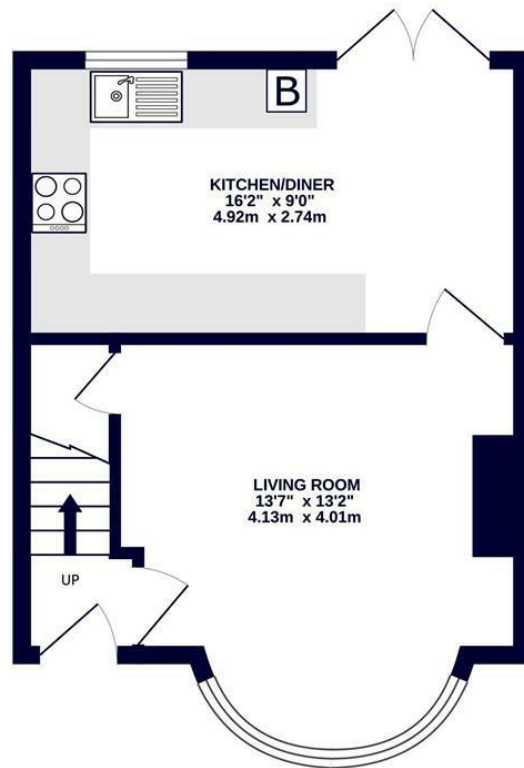 B
KITCHEN/DINER
16'2" x 9'0"
4.92m x 2.74m
LIVING ROOM
13'7" x 13'2"
4.13m x 4.01m
UP